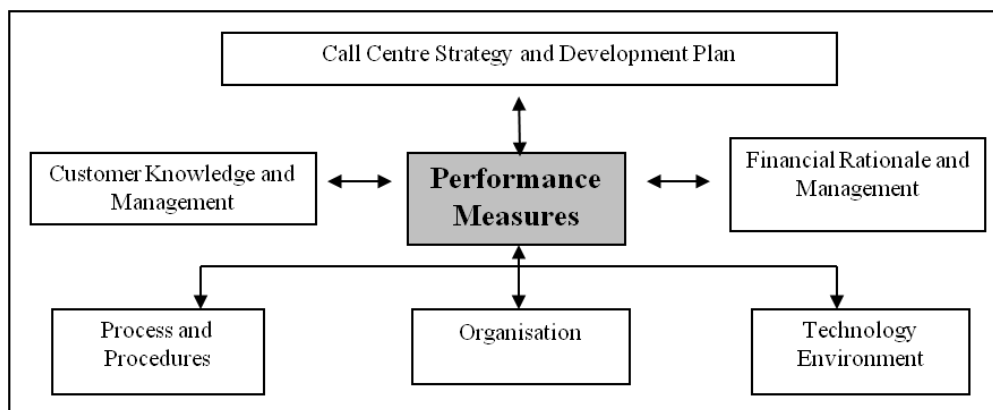 Call Centre Strategy and Development Plan
Customer Knowledge and
Management
Performance
Measures
Financial Rationale and
Management
Process and
Procedures
Organisation
Technology
Environment